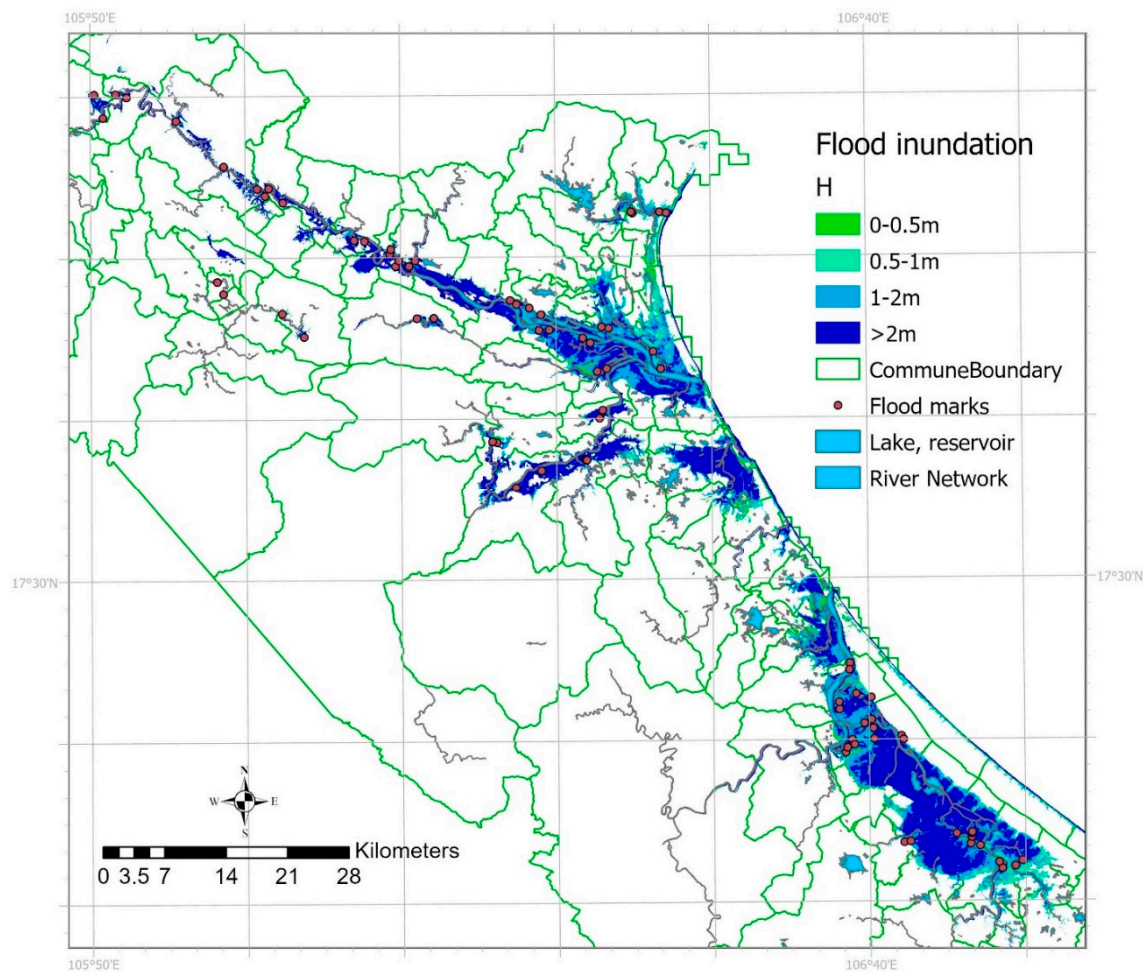 105°50'E
106°40'E
Flood inundation
H
0-0.5m
0.5-1m
1-2m
>2m
CommuneBoundary
Flood marks
Lake, reservoir
River Network
17°30'N
17°30'N
N
W
E
S
Kilometers
0 3.5 7 14 21 28
105°50'E
106°40'E